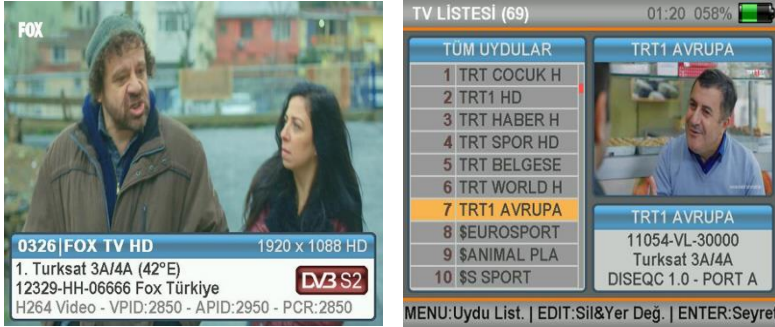 FOX
0326|FOX TV HD 1920 x 1088 HD
1. Turksat 3A/4A (42ºE)
12329-HH-06666 Fox Türkiye
DVB S2
H264 Video - VPID:2850 - APID:2950 - PCR:2850
TV LİSTESİ (69) 01:20 058%
TÜM UYDULAR
1 TRT COCUK H
2 TRT1 HD
3 TRT HABER H
4 TRT SPOR HD
5 TRT BELGESE
6 TRT WORLD H
7 TRT1 AVRUPA
8 $EUROSPORT
9 $ANIMAL PLA
10 $S SPORT
TRT1 AVRUPA
TRT1 AVRUPA
11054-VL-30000
Turksat 3A/4A
DISEQC 1.0 - PORT A
MENU:Uydu List. | EDIT:Sil&Yer Değ. | ENTER:Seyre